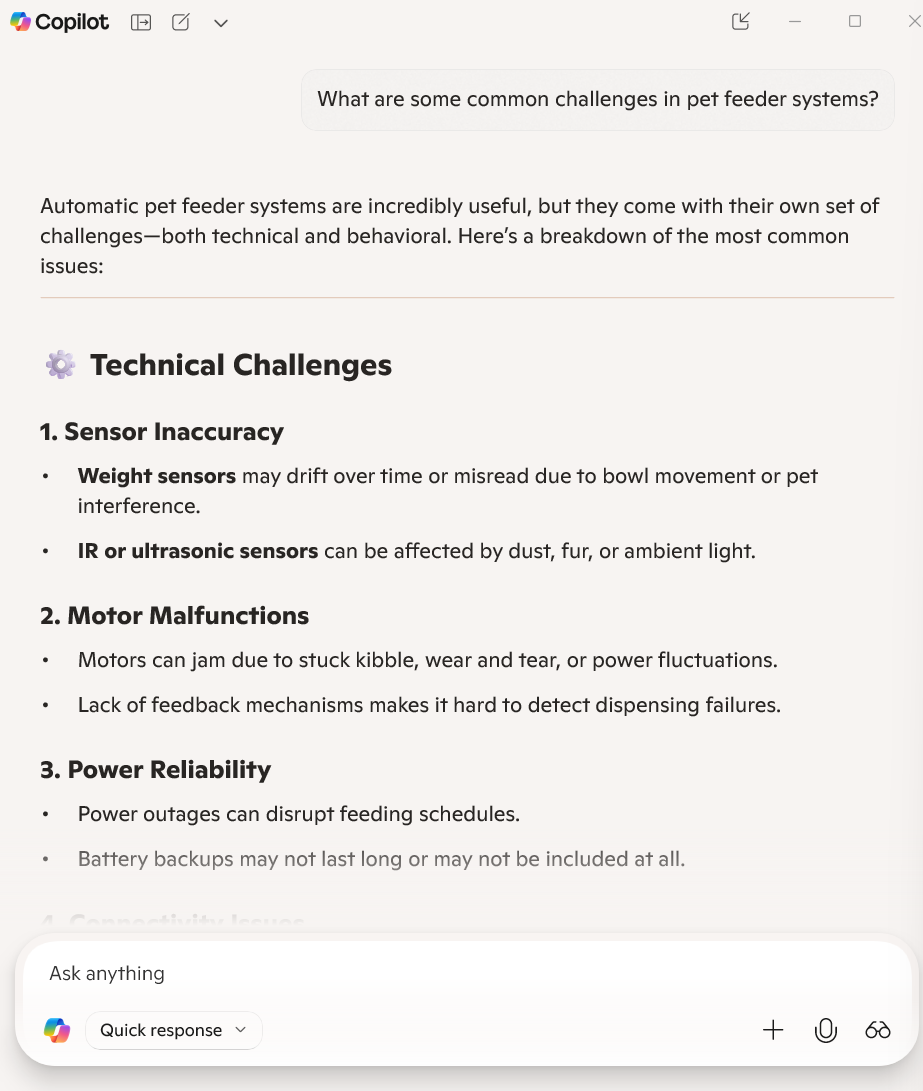 Copilot
What are some common challenges in pet feeder systems?
Automatic pet feeder systems are incredibly useful, but they come with their own set of
challenges—both technical and behavioral. Here’s a breakdown of the most common
issues:
Technical Challenges
1. Sensor Inaccuracy
• Weight sensors may drift over time or misread due to bowl movement or pet
interference.
• IR or ultrasonic sensors can be affected by dust, fur, or ambient light.
2. Motor Malfunctions
• Motors can jam due to stuck kibble, wear and tear, or power fluctuations.
• Lack of feedback mechanisms makes it hard to detect dispensing failures.
3. Power Reliability
• Power outages can disrupt feeding schedules.
• Battery backups may not last long or may not be included at all.
4. Connectivity Issues
Ask anything
Quick response